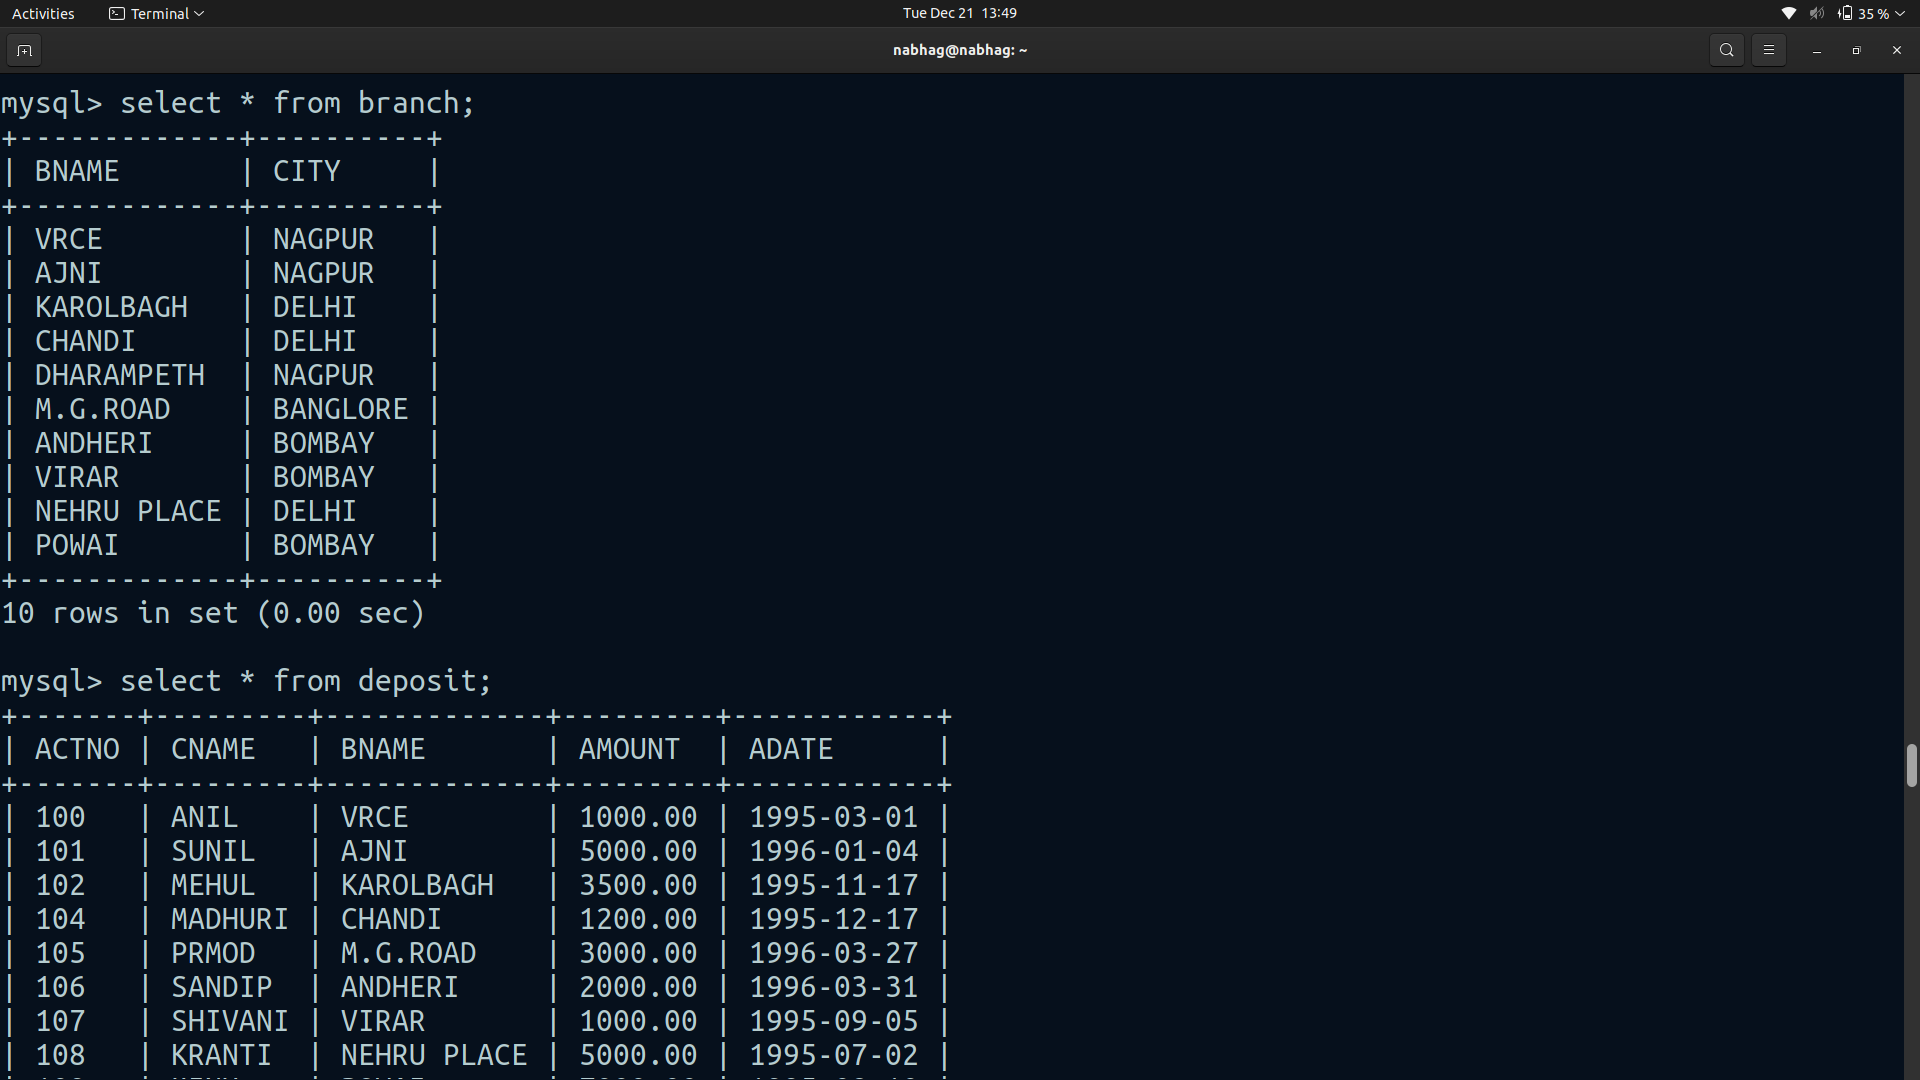 Activities Terminal Tue Dec 21 13:49 35 %
nabhag@nabhag: ~
mysql> select * from branch;
+-------------+----------+
| BNAME       | CITY     |
+-------------+----------+
| VRCE        | NAGPUR   |
| AJNI        | NAGPUR   |
| KAROLBAGH   | DELHI    |
| CHANDI      | DELHI    |
| DHARAMPETH  | NAGPUR   |
| M.G.ROAD    | BANGLORE |
| ANDHERI     | BOMBAY   |
| VIRAR       | BOMBAY   |
| NEHRU PLACE | DELHI    |
| POWAI       | BOMBAY   |
+-------------+----------+
10 rows in set (0.00 sec)
mysql> select * from deposit;
+-------+---------+-------------+---------+------------+
| ACTNO | CNAME   | BNAME       | AMOUNT  | ADATE      |
+-------+---------+-------------+---------+------------+
| 100   | ANIL    | VRCE        | 1000.00 | 1995-03-01 |
| 101   | SUNIL   | AJNI        | 5000.00 | 1996-01-04 |
| 102   | MEHUL   | KAROLBAGH   | 3500.00 | 1995-11-17 |
| 104   | MADHURI | CHANDI      | 1200.00 | 1995-12-17 |
| 105   | PRMOD   | M.G.ROAD    | 3000.00 | 1996-03-27 |
| 106   | SANDIP  | ANDHERI     | 2000.00 | 1996-03-31 |
| 107   | SHIVANI | VIRAR       | 1000.00 | 1995-09-05 |
| 108   | KRANTI  | NEHRU PLACE | 5000.00 | 1995-07-02 |